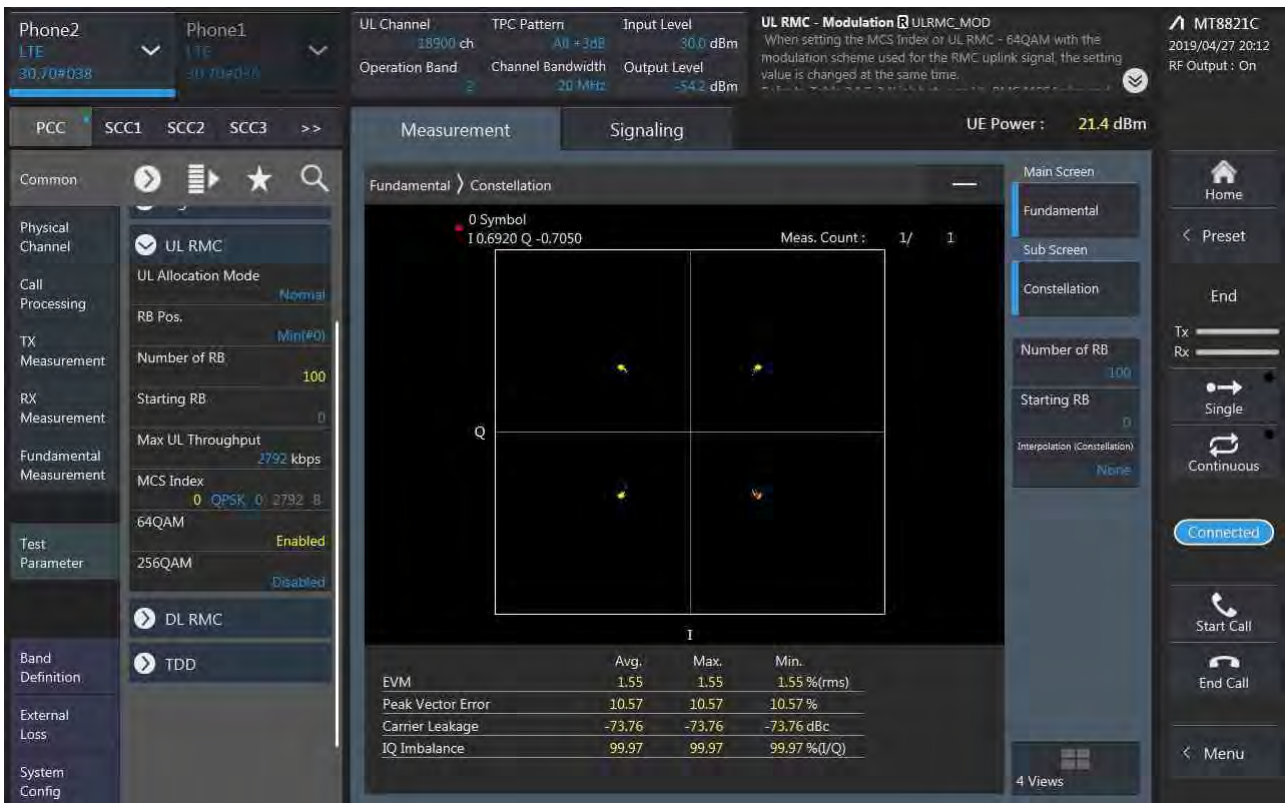 Phone2
LTE
30.70#038
Phone1
LTE
30.70#038
UL Channel
18900 ch
TPC Pattern
All +3dB
Input Level
30.0 dBm
Operation Band
2
Channel Bandwidth
20 MHz
Output Level
-54.2 dBm
UL RMC - Modulation R ULRMC_MOD
When setting the MCS Index or UL RMC - 64QAM with the
modulation scheme used for the RMC uplink signal, the setting
value is changed at the same time.
MT8821C
2019/04/27 20:12
RF Output : On
PCC SCC1 SCC2 SCC3 >>
Measurement
Signaling
UE Power : 21.4 dBm
Common
Physical
Channel
Call
Processing
TX
Measurement
RX
Measurement
Fundamental
Measurement
Test
Parameter
Band
Definition
External
Loss
System
Config
UL RMC
UL Allocation Mode
Normal
RB Pos.
Min(#0)
Number of RB
100
Starting RB
0
Max UL Throughput
2792 kbps
MCS Index
0 QPSK 0 2792 8
64QAM
Enabled
256QAM
Disabled
DL RMC
TDD
Fundamental > Constellation
0 Symbol
I 0.6920 Q -0.7050
Meas. Count : 1/ 1
Q
I
Avg. Max. Min.
EVM 1.55 1.55 1.55 %(rms)
Peak Vector Error 10.57 10.57 10.57 %
Carrier Leakage -73.76 -73.76 -73.76 dBc
IQ Imbalance 99.97 99.97 99.97 %(I/Q)
Main Screen
Fundamental
Sub Screen
Constellation
Number of RB
100
Starting RB
0
Interpolation (Constellation)
None
4 Views
Home
< Preset
End
Tx
Rx
Single
Continuous
Connected
Start Call
End Call
< Menu